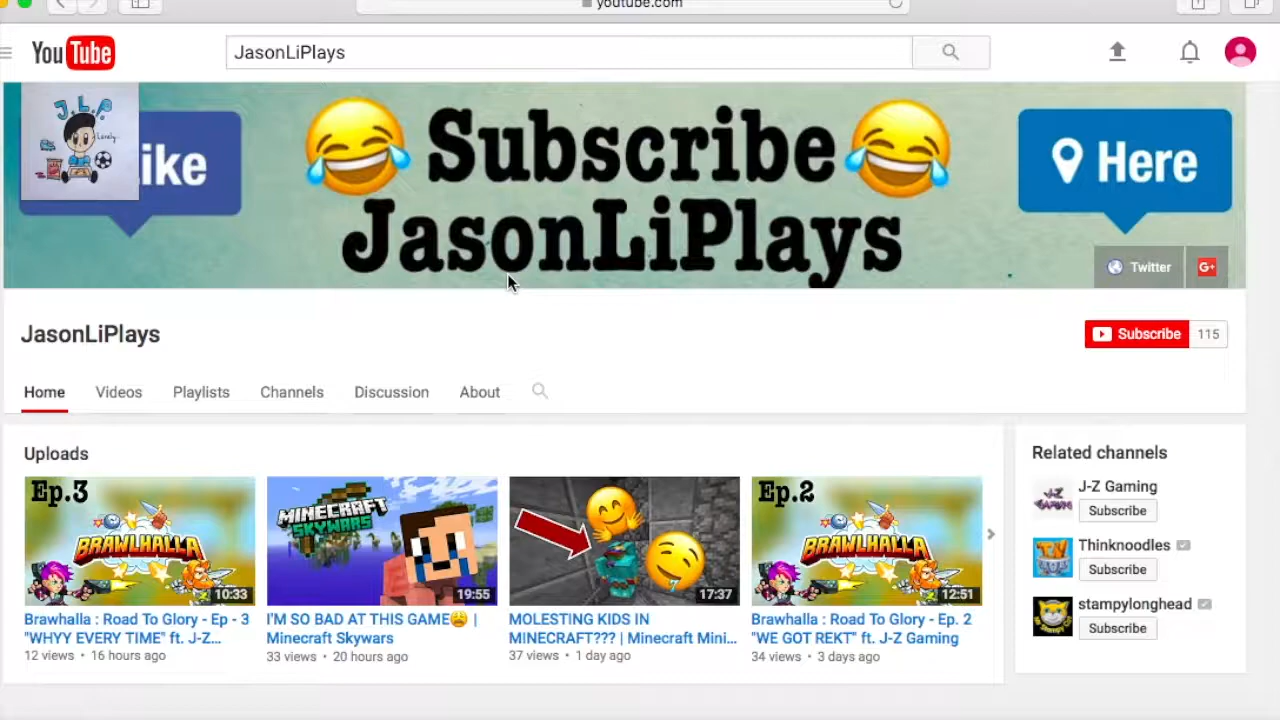 youtube.com
YouTube
JasonLiPlays
J.L.P
Lonely
ike
Subscribe
JasonLiPlays
Here
Twitter
G+
JasonLiPlays
Subscribe
115
Home
Videos
Playlists
Channels
Discussion
About
Uploads
Ep.3
BRAWLHALLA
10:33
Brawhalla : Road To Glory - Ep - 3
"WHYY EVERY TIME" ft. J-Z...
12 views • 16 hours ago
MINECRAFT
SKYWARS
19:55
I'M SO BAD AT THIS GAME😩 |
Minecraft Skywars
33 views • 20 hours ago
17:37
MOLESTING KIDS IN
MINECRAFT??? | Minecraft Mini...
37 views • 1 day ago
Ep.2
BRAWLHALLA
12:51
Brawhalla : Road To Glory - Ep. 2
"WE GOT REKT" ft. J-Z Gaming
34 views • 3 days ago
Related channels
J-Z Gaming
Subscribe
Thinknoodles
Subscribe
stampylonghead
Subscribe